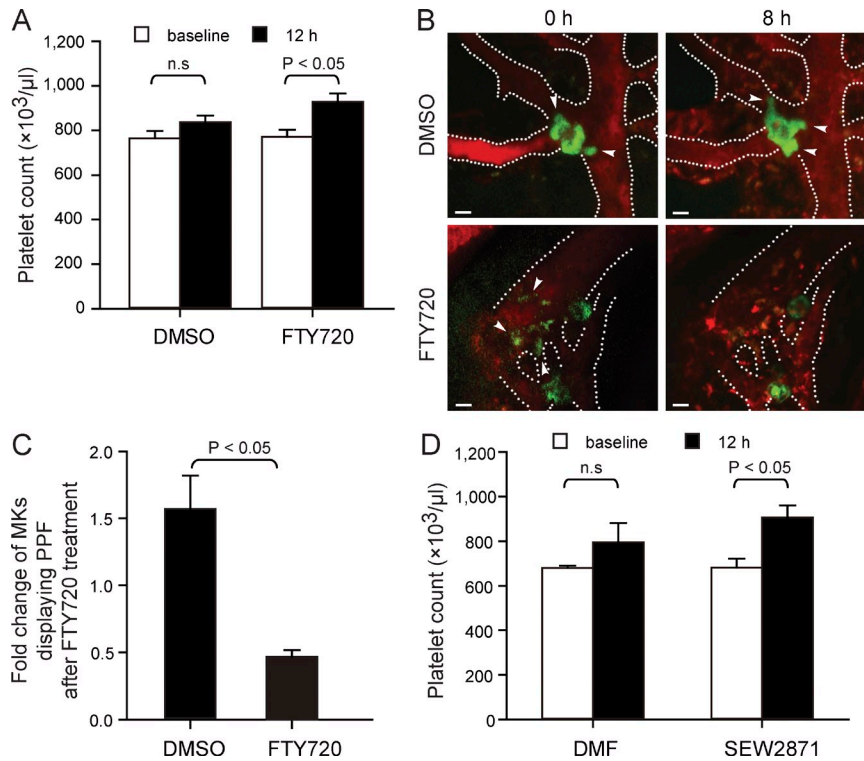 A
baseline
12 h
Platelet count (×10³/µl)
1,200
1,000
800
600
400
200
0
n.s
P < 0.05
DMSO
FTY720
B
0 h
8 h
DMSO
FTY720
C
Fold change of MKs
displaying PPF
after FTY720 treatment
2.0
1.5
1.0
0.5
0.0
P < 0.05
DMSO
FTY720
D
baseline
12 h
Platelet count (×10³/µl)
1,200
1,000
800
600
400
200
0
n.s
P < 0.05
DMF
SEW2871